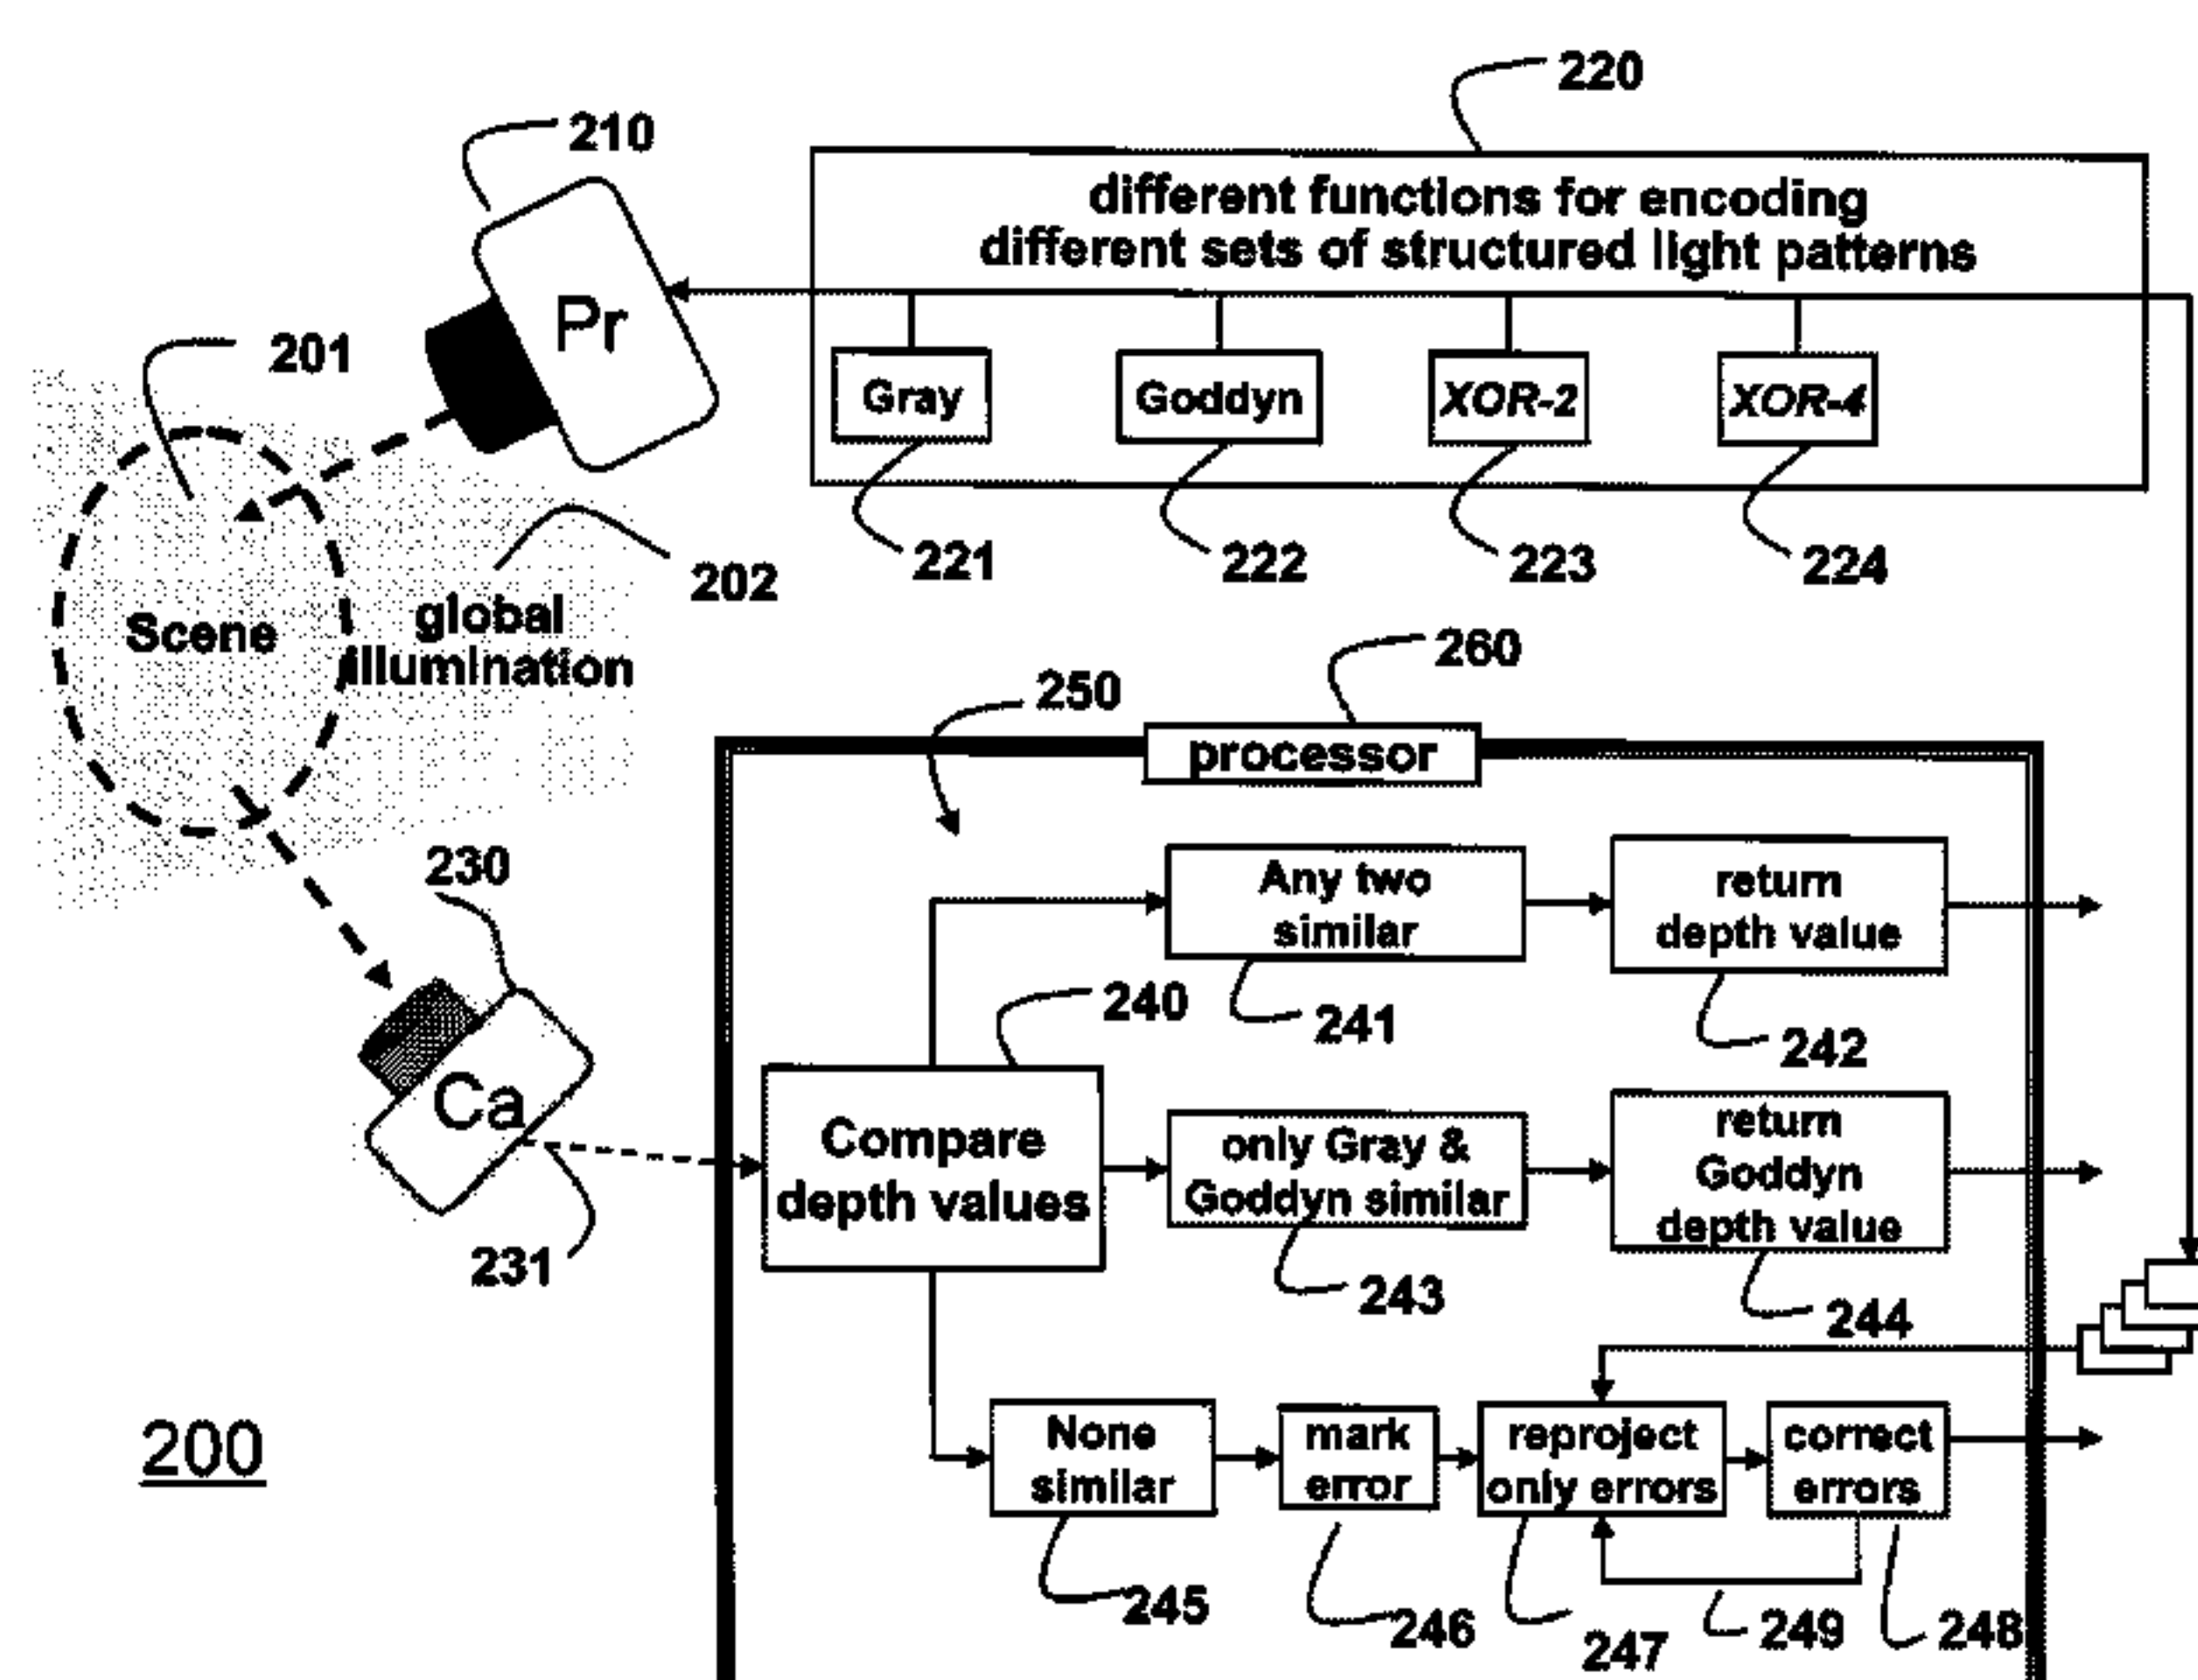 220
210
different functions for encoding
different sets of structured light patterns
Pr
201
Gray
Goddyn
XOR-2
XOR-4
202
221
222
223
224
Scene
global
illumination
260
250
processor
230
Any two
similar
return
depth value
240
241
242
Ca
Compare
depth values
only Gray &
Goddyn similar
return
Goddyn
depth value
231
243
244
200
None
similar
mark
error
reproject
only errors
correct
errors
245
246
247
249
248